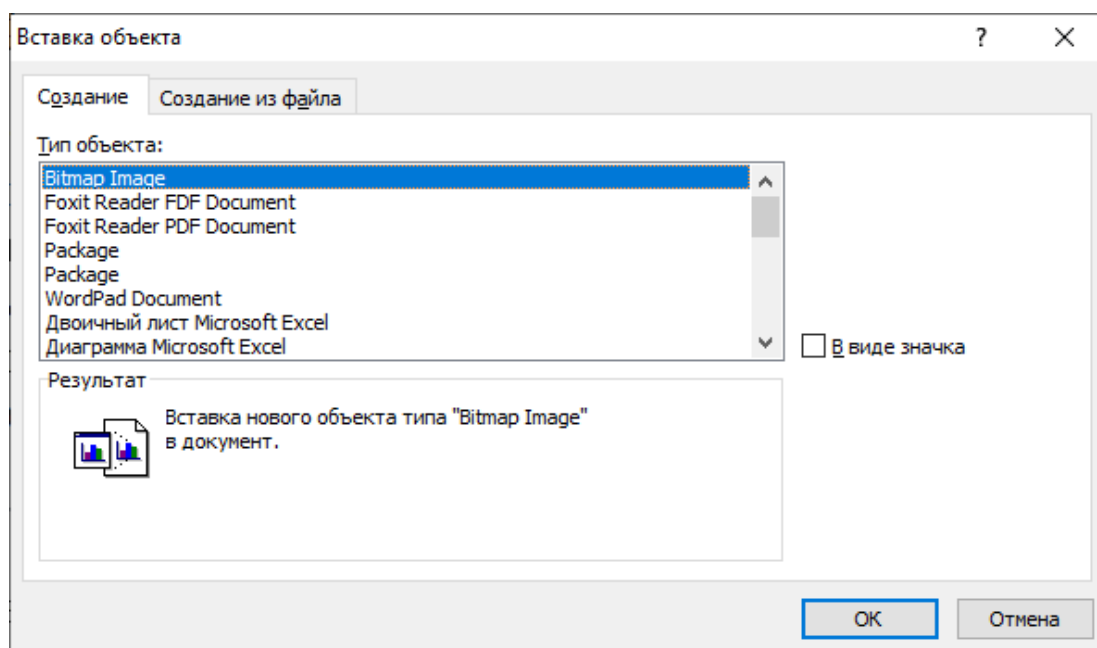 Вставка объекта
Создание
Создание из файла
Тип объекта:
Bitmap Image
Foxit Reader FDF Document
Foxit Reader PDF Document
Package
Package
WordPad Document
Двоичный лист Microsoft Excel
Диаграмма Microsoft Excel
В виде значка
Результат
Вставка нового объекта типа "Bitmap Image"
в документ.
ОК
Отмена